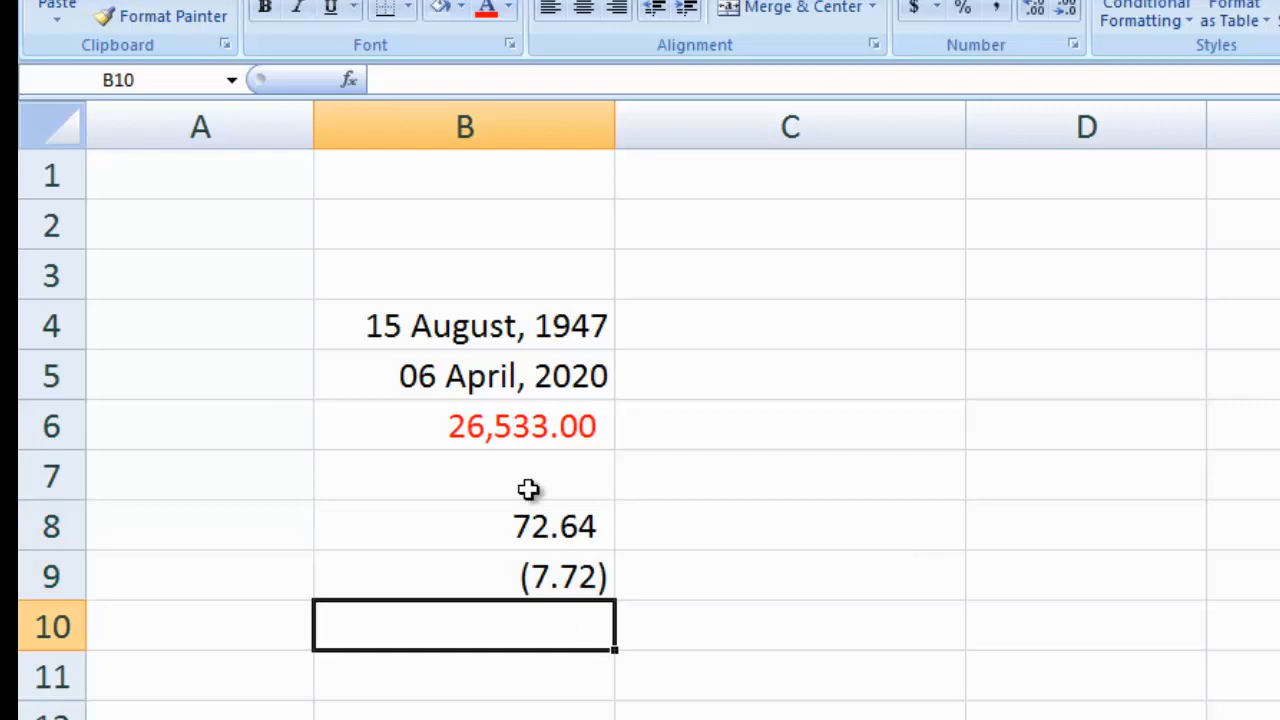 Paste
Format Painter
B I U A
Merge & Center
$ % ,
Conditional Format
Formatting as Table
Clipboard Font Alignment Number Styles
B10 fx
A B C D
1
2
3
4 15 August, 1947
5 06 April, 2020
6 26,533.00
7
8 72.64
9 (7.72)
10
11